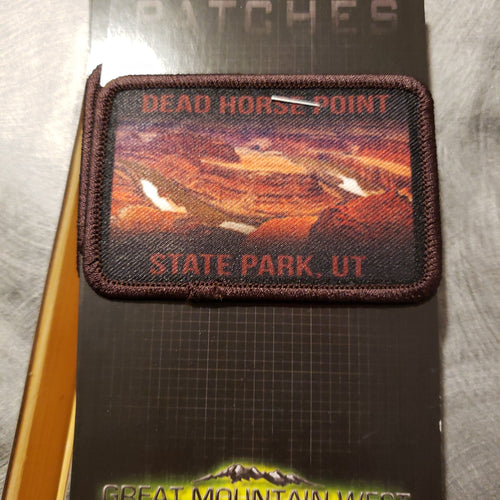 PATCHES
DEAD HORSE POINT
STATE PARK, UT
GREAT MOUNTAIN WEST